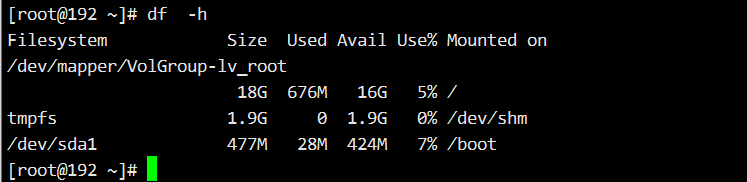 [root@192 ~]# df  -h
Filesystem            Size  Used Avail Use% Mounted on
/dev/mapper/VolGroup-lv_root
                       18G  676M   16G   5% /
tmpfs                 1.9G     0  1.9G   0% /dev/shm
/dev/sda1             477M   28M  424M   7% /boot
[root@192 ~]#